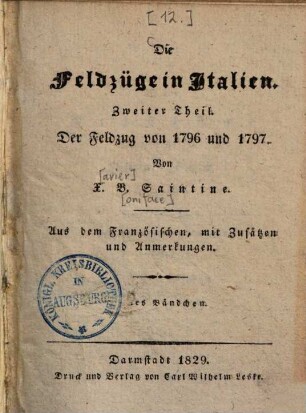 [12.]
Die
Feldzüge in Italien.
Zweiter Theil.
Der Feldzug von 1796 und 1797.
Von
[avier]
X. B. Saintine.
[oniface]
Aus dem Französischen, mit Zusätzen
und Anmerkungen.
KÖNIGL. KREISBIBLIOTHEK
IN
AUGSBURG
es Bändchen.
Darmstadt 1829.
Druck und Verlag von Carl Wilhelm Leske.